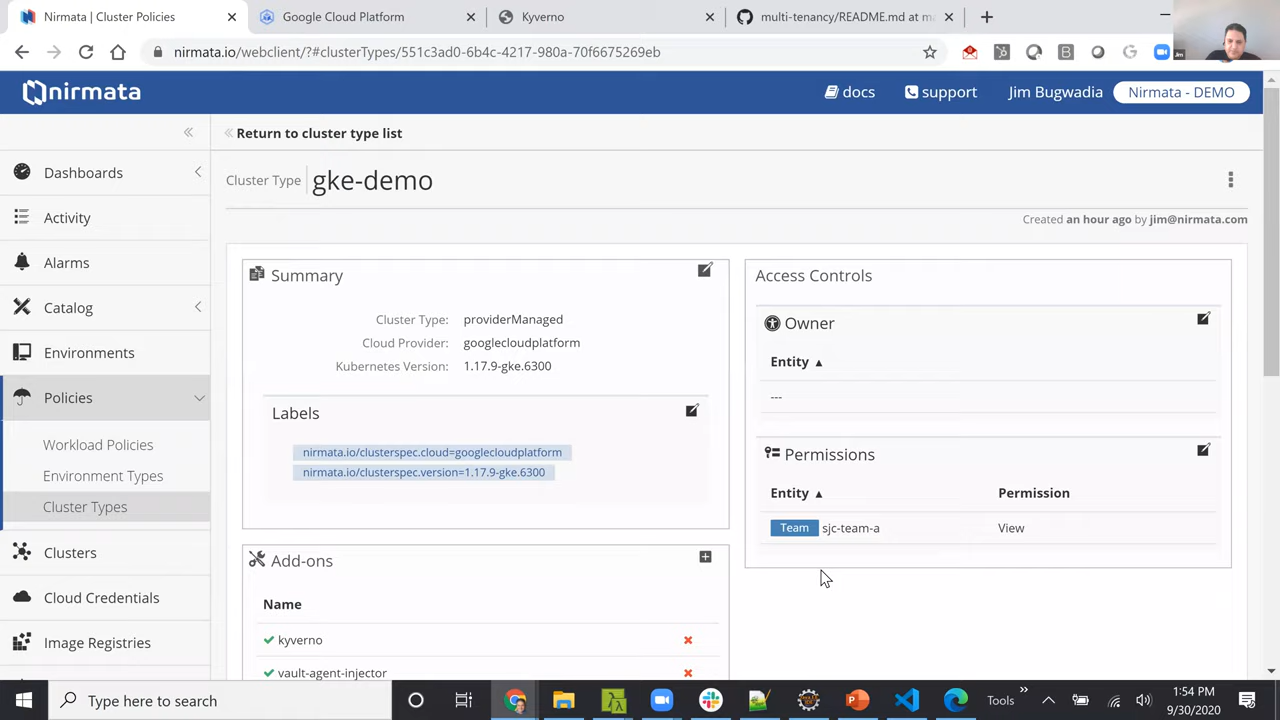 Nirmata | Cluster Policies
Google Cloud Platform
Kyverno
multi-tenancy/README.md at m
nirmata.io/webclient/?#clusterTypes/551c3ad0-6b4c-4217-980a-70f6675269eb
nirmata
docs
support
Jim Bugwadia
Nirmata - DEMO
Return to cluster type list
Dashboards
Activity
Alarms
Catalog
Environments
Policies
Workload Policies
Environment Types
Cluster Types
Clusters
Cloud Credentials
Image Registries
Cluster Type
gke-demo
Created an hour ago by jim@nirmata.com
Summary
Cluster Type: providerManaged
Cloud Provider: googlecloudplatform
Kubernetes Version: 1.17.9-gke.6300
Labels
nirmata.io/clusterspec.cloud=googlecloudplatform
nirmata.io/clusterspec.version=1.17.9-gke.6300
Add-ons
Name
kyverno
vault-agent-injector
Access Controls
Owner
Entity ▲
---
Permissions
Entity ▲ Permission
Team sjc-team-a View
Type here to search
Tools
1:54 PM
9/30/2020